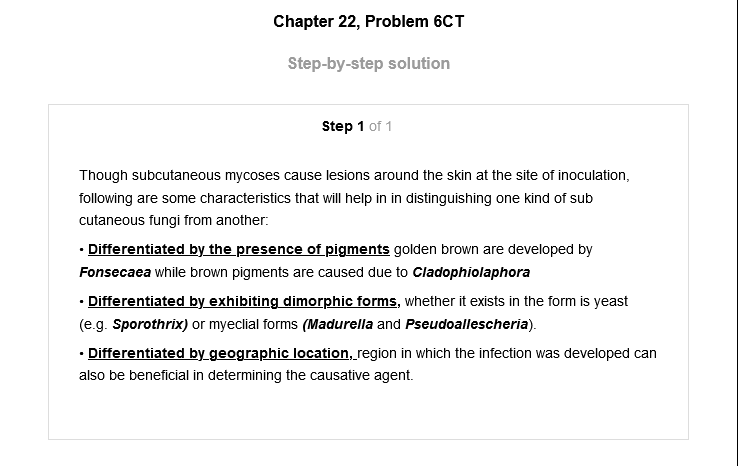 Chapter 22, Problem 6CT
Step-by-step solution
Step 1 of 1
Though subcutaneous mycoses cause lesions around the skin at the site of inoculation,
following are some characteristics that will help in in distinguishing one kind of sub
cutaneous fungi from another:
• Differentiated by the presence of pigments golden brown are developed by
Fonsecaea while brown pigments are caused due to Cladophiolaphora
• Differentiated by exhibiting dimorphic forms, whether it exists in the form is yeast
(e.g. Sporothrix) or myeclial forms (Madurella and Pseudoallescheria).
• Differentiated by geographic location, region in which the infection was developed can
also be beneficial in determining the causative agent.